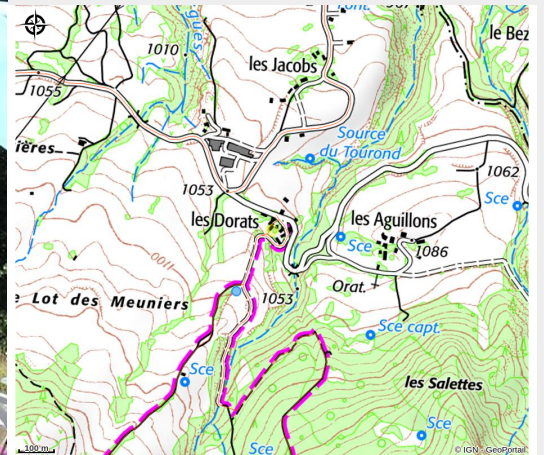 1010
les Jacobs
le Bez
1055
Source
du Tourond
1062
1053
Sce
les Dorats
les Aguillons
Sce
1086
1100
Orat.
1053
Lot des Meuniers
Sce capt.
Sce
les Salettes
Sce
Sce
100 m
© IGN - GeoPortail